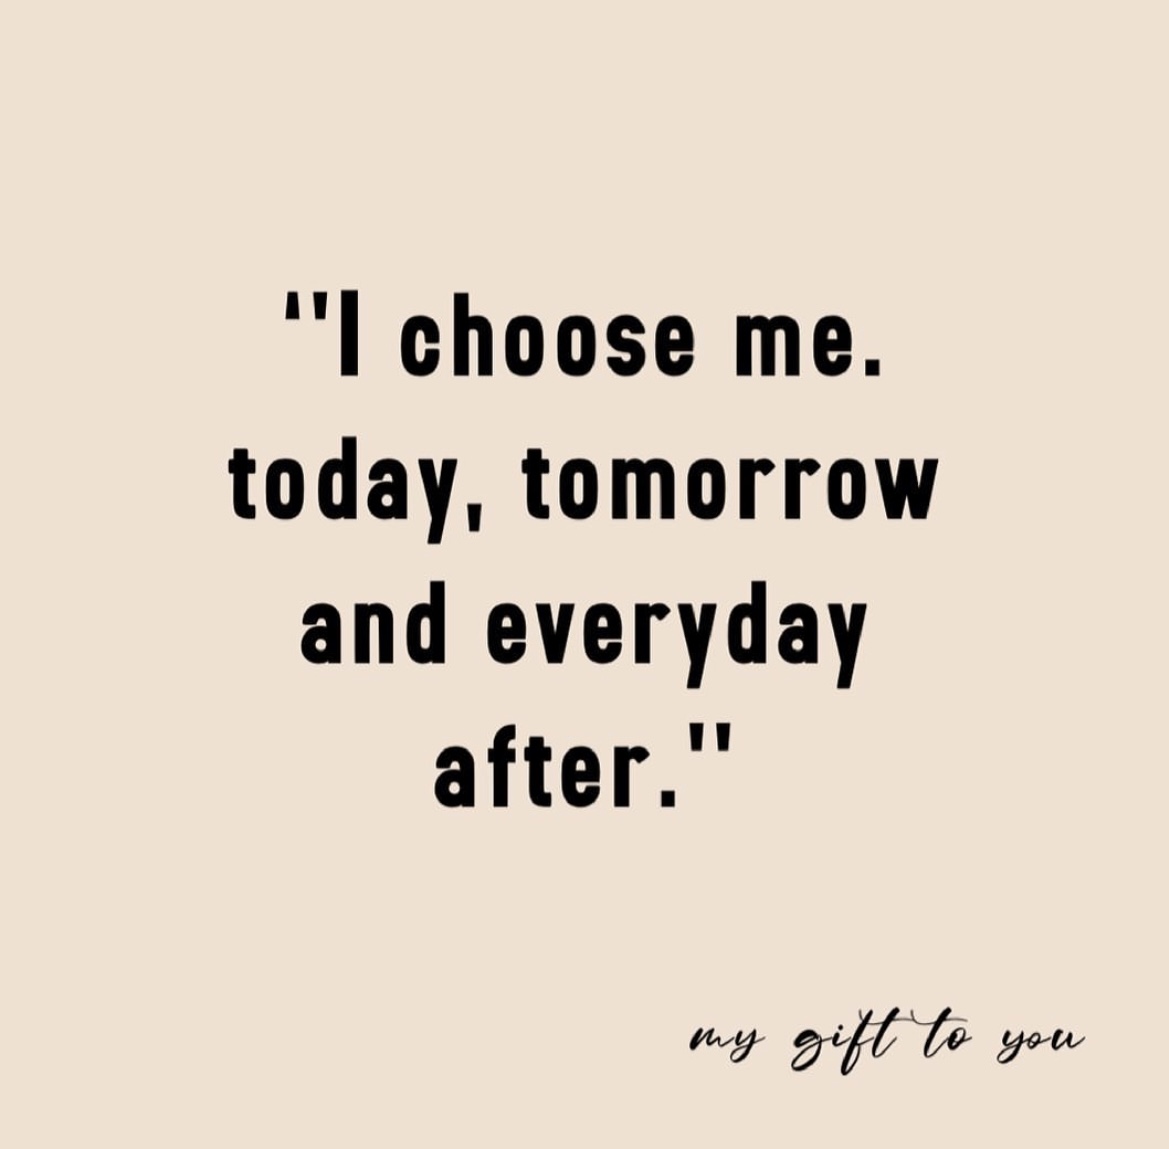 "I choose me.
today, tomorrow
and everyday
after."
my gift to you